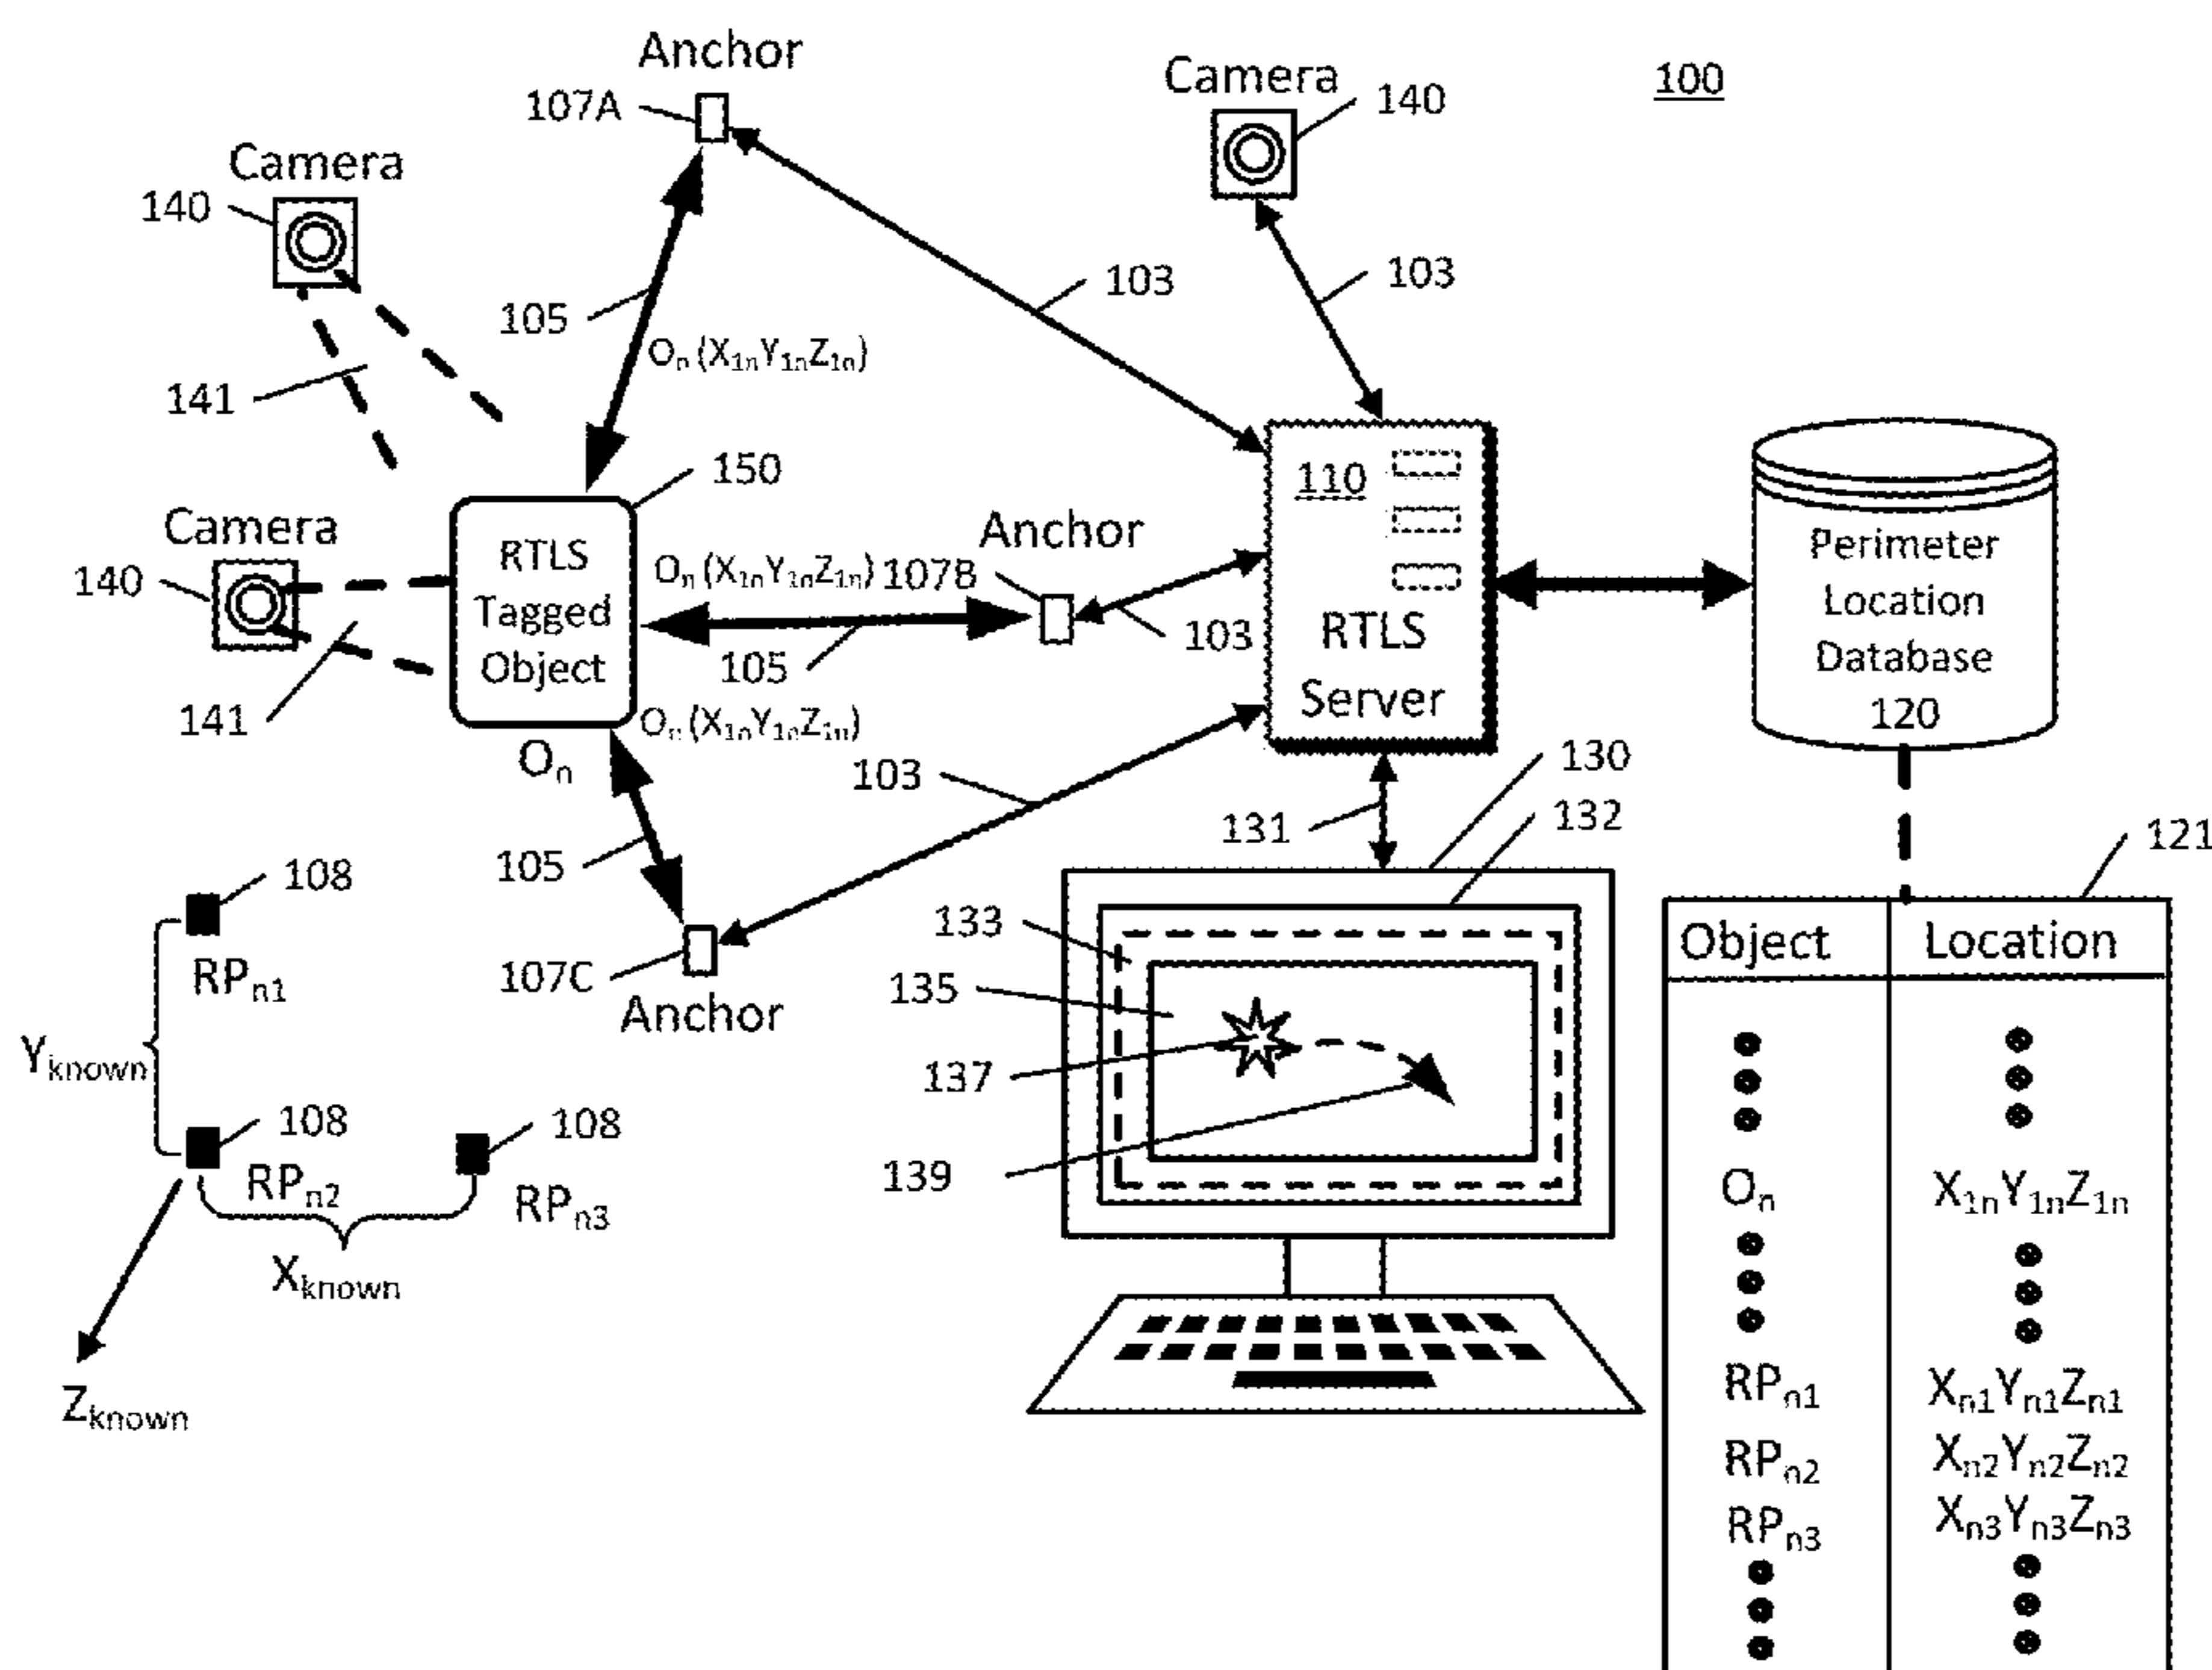 Anchor
107A
Camera
140
100
Camera
140
103
103
105
Oₙ (X₁ₙY₁ₙZ₁ₙ)
141
150
110
RTLS
Server
Camera
140
RTLS
Tagged
Object
Oₙ (X₁ₙY₁ₙZ₁ₙ)
Anchor
107B
103
105
141
Oₙ (X₁ₙY₁ₙZ₁ₙ)
Oₙ
Perimeter
Location
Database
120
103
130
131
132
121
105
108
RPₙ₁
107C
Anchor
133
135
137
139
Yknown
108
RPₙ₂
108
RPₙ₃
Xknown
Zknown
Object Location
Oₙ X₁ₙY₁ₙZ₁ₙ
RPₙ₁ Xₙ₁Yₙ₁Zₙ₁
RPₙ₂ Xₙ₂Yₙ₂Zₙ₂
RPₙ₃ Xₙ₃Yₙ₃Zₙ₃